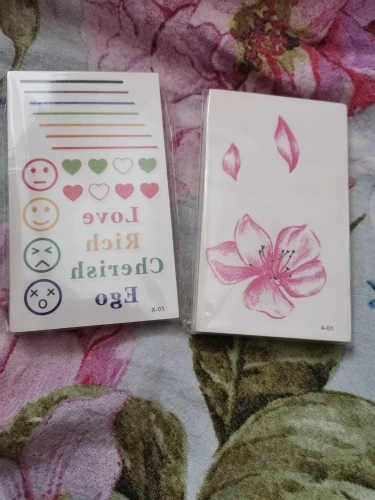 Love
Rich
Cherish
Ego
X-01
A-01